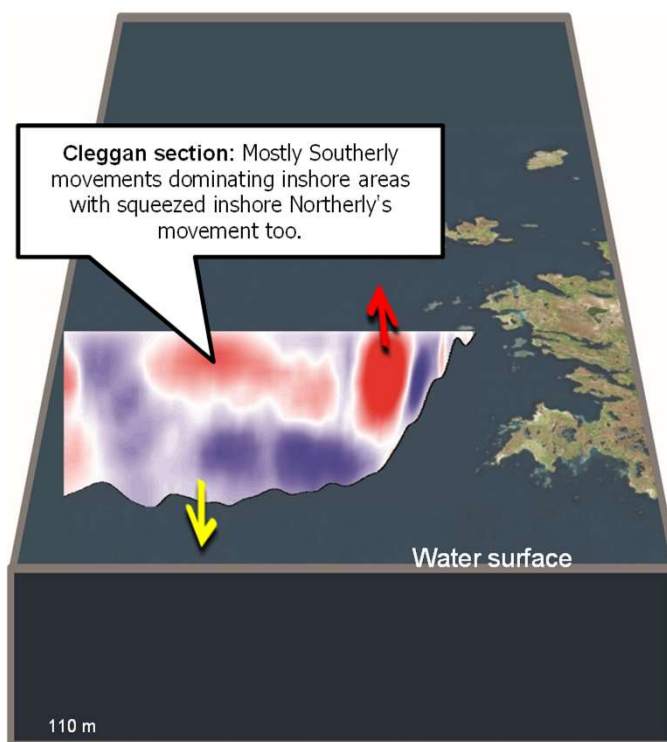 Cleggan section: Mostly Southerly
movements dominating inshore areas
with squeezed inshore Northerly's
movement too.
Water surface
110 m